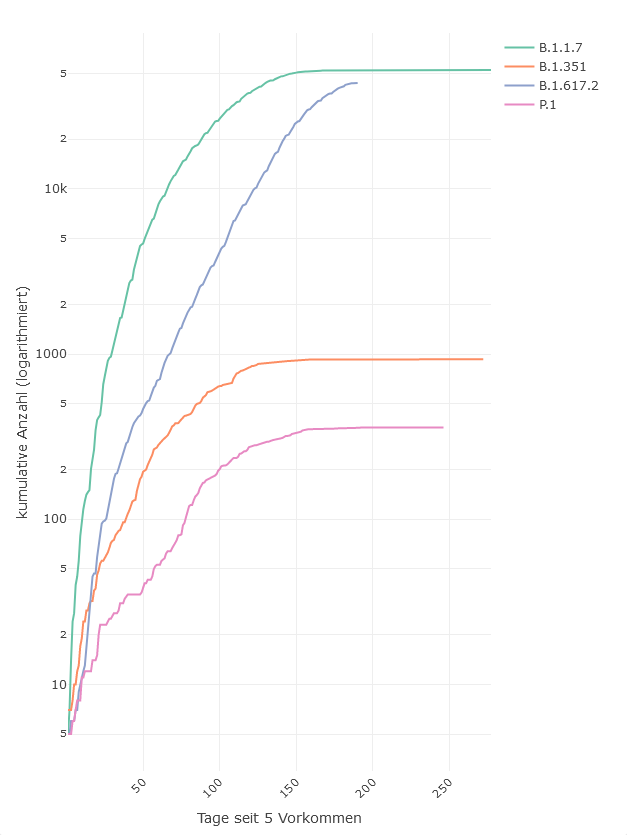 B.1.1.7
B.1.351
B.1.617.2
P.1
kumulative Anzahl (logarithmiert)
5
2
10k
5
2
1000
5
2
100
5
2
10
5
50
100
150
200
250
Tage seit 5 Vorkommen